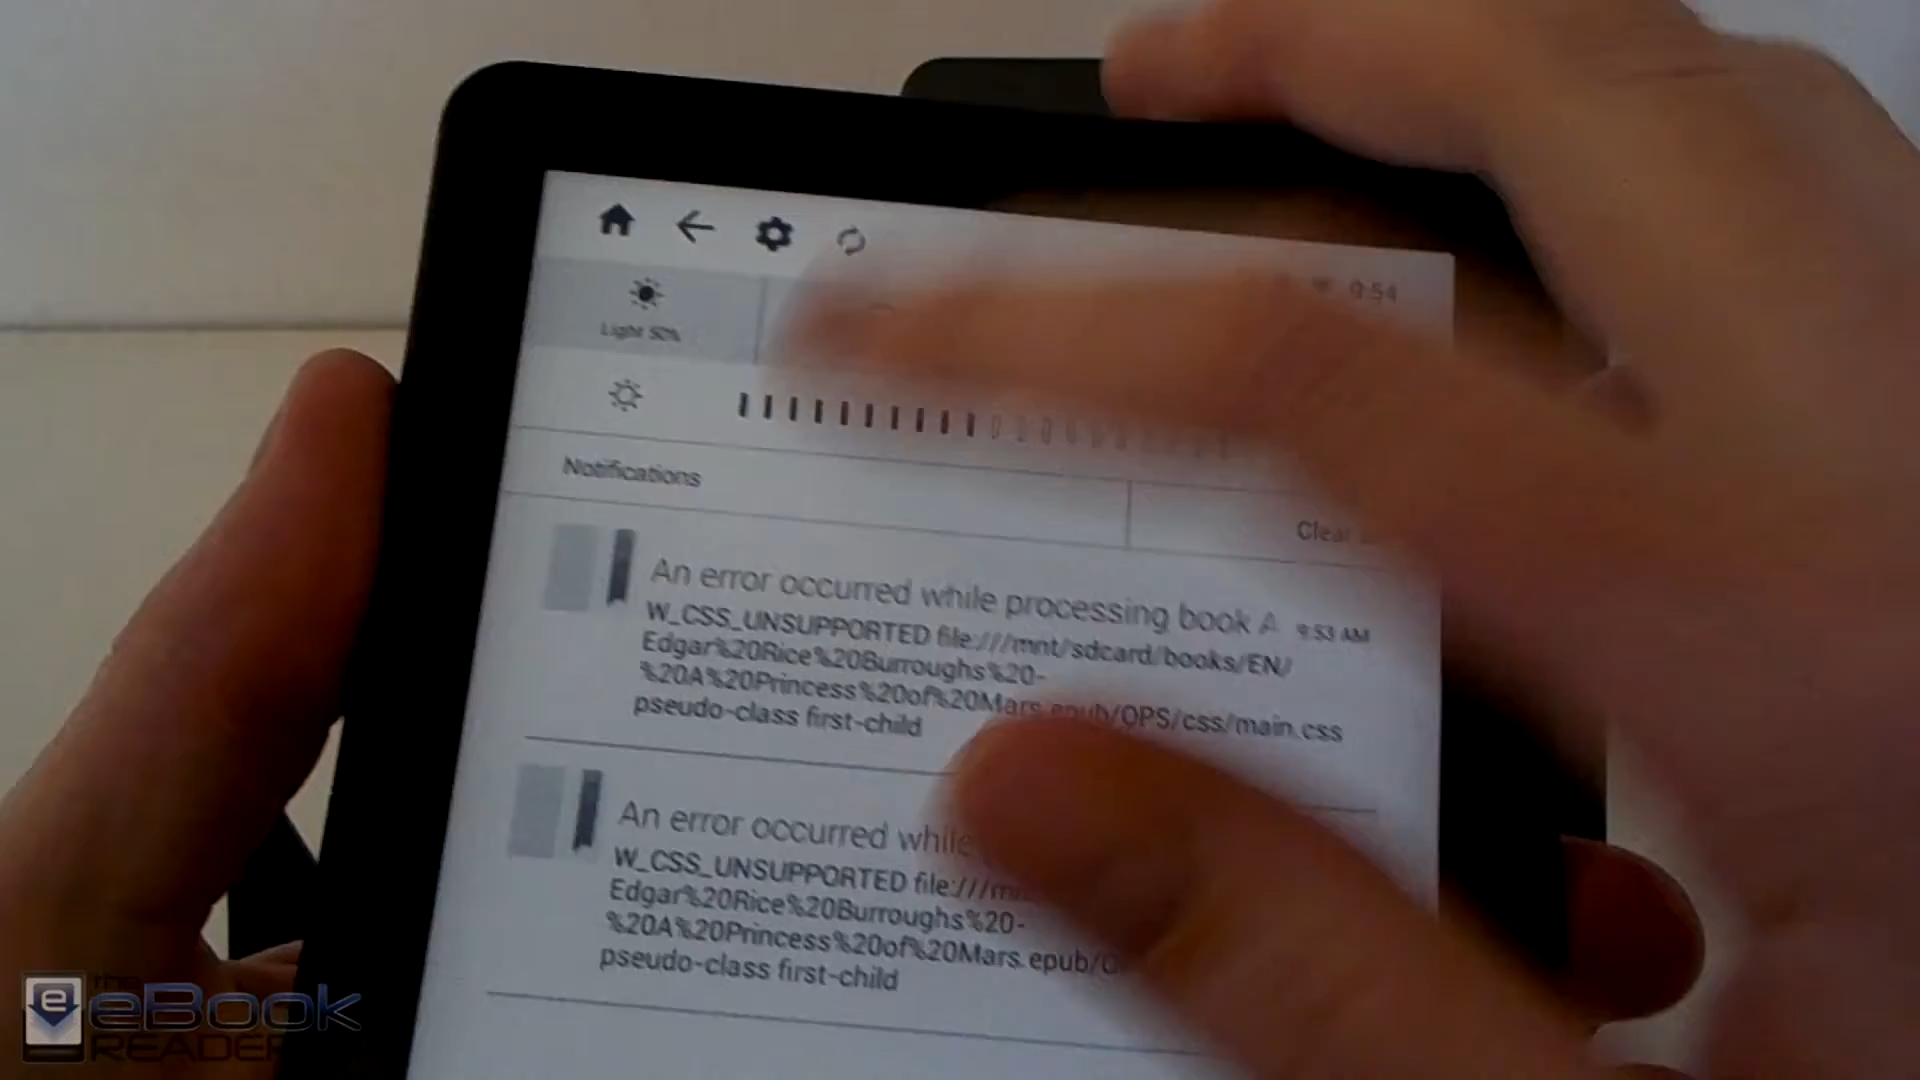 9:54
Light 50%
Notifications
Clear
An error occurred while processing book A 9:53 AM
W_CSS_UNSUPPORTED file:///mnt/sdcard/books/EN/
Edgar%20Rice%20Burroughs%20-
%20A%20Princess%20of%20Mars.epub/OPS/css/main.css
pseudo-class first-child
An error occurred while
W_CSS_UNSUPPORTED file:///m
Edgar%20Rice%20Burroughs%20-
%20A%20Princess%20of%20Mars.epub/O
pseudo-class first-child
the
eBook
READER